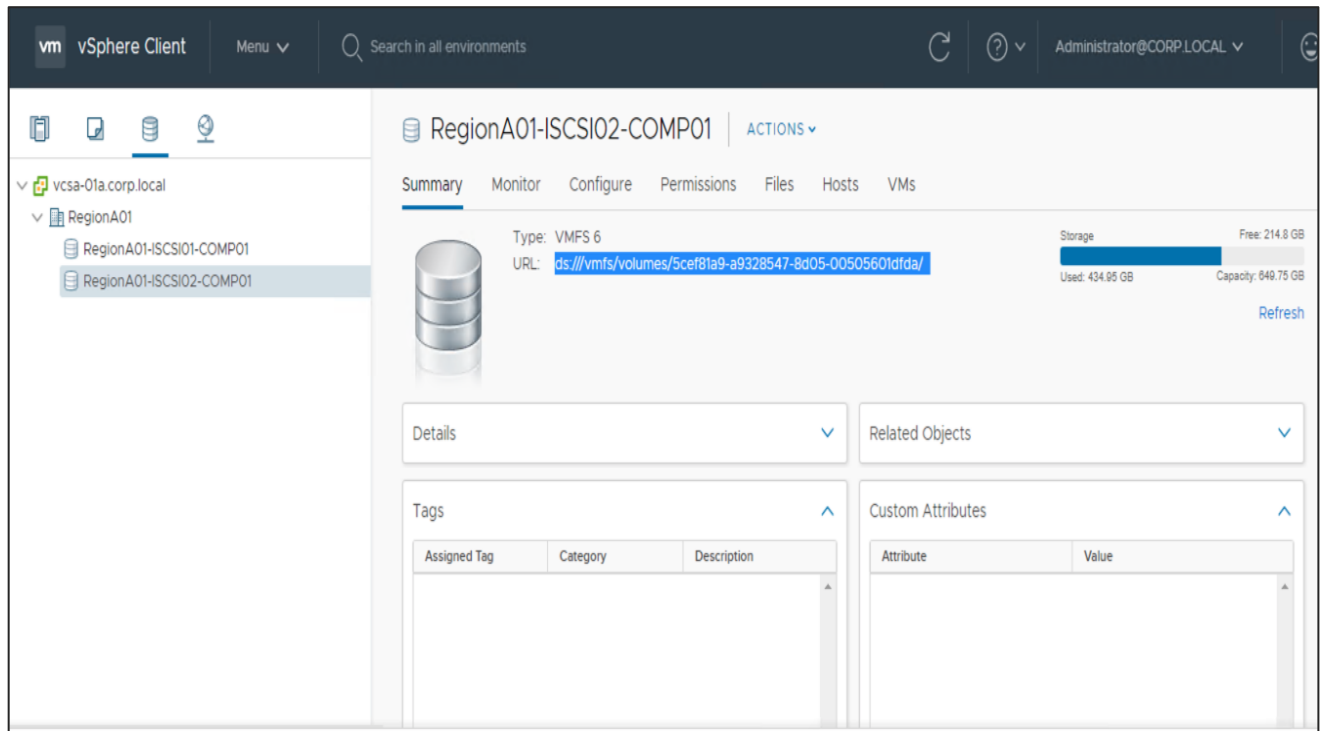 vm vSphere Client Menu Search in all environments Administrator@CORP.LOCAL
vcsa-01a.corp.local
RegionA01
RegionA01-ISCSI01-COMP01
RegionA01-ISCSI02-COMP01
RegionA01-ISCSI02-COMP01 ACTIONS
Summary Monitor Configure Permissions Files Hosts VMs
Type: VMFS 6
URL: ds:///vmfs/volumes/5cef81a9-a9328547-8d05-00505601dfda/
Storage Free: 214.8 GB
Used: 434.95 GB Capacity: 649.75 GB
Refresh
Details
Related Objects
Tags
Assigned Tag Category Description
Custom Attributes
Attribute Value